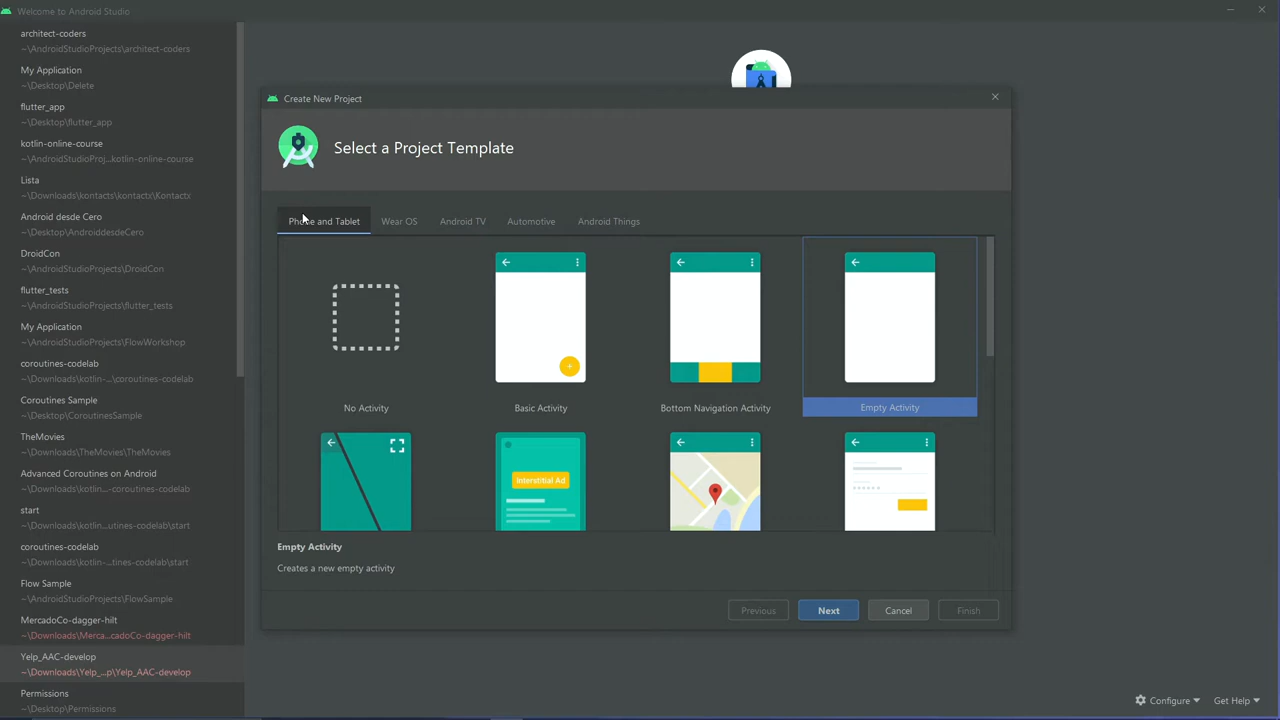 Welcome to Android Studio
architect-coders
~\AndroidStudioProjects\architect-coders
My Application
~\Desktop\Delete
flutter_app
~\Desktop\flutter_app
kotlin-online-course
~\AndroidStudioProj...kotlin-online-course
Lista
~\Downloads\kontacts\kontactx\Kontactx
Android desde Cero
~\Desktop\AndroiddesdeCero
DroidCon
~\AndroidStudioProjects\DroidCon
flutter_tests
~\AndroidStudioProjects\flutter_tests
My Application
~\AndroidStudioProjects\FlowWorkshop
coroutines-codelab
~\Downloads\kotlin-...\coroutines-codelab
Coroutines Sample
~\Desktop\CoroutinesSample
TheMovies
~\Downloads\TheMovies\TheMovies
Advanced Coroutines on Android
~\Downloads\kotlin...-coroutines-codelab
start
~\Downloads\kotlin...utines-codelab\start
coroutines-codelab
~\Downloads\kotlin-...tines-codelab\start
Flow Sample
~\AndroidStudioProjects\FlowSample
MercadoCo-dagger-hilt
~\Downloads\Merca...cadoCo-dagger-hilt
Yelp_AAC-develop
~\Downloads\Yelp_...p\Yelp_AAC-develop
Permissions
~\Desktop\Permissions
Create New Project
Select a Project Template
Phone and Tablet
Wear OS
Android TV
Automotive
Android Things
No Activity
Basic Activity
Bottom Navigation Activity
Empty Activity
Interstitial Ad
Empty Activity
Creates a new empty activity
Previous
Next
Cancel
Finish
Configure
Get Help